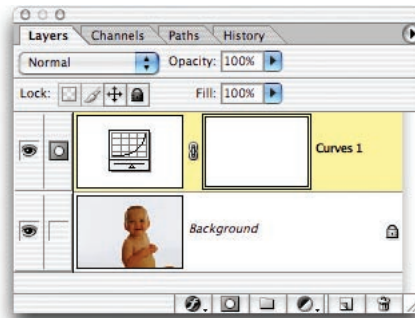 Layers Channels Paths History
Normal Opacity: 100%
Lock: Fill: 100%
Curves 1
Background